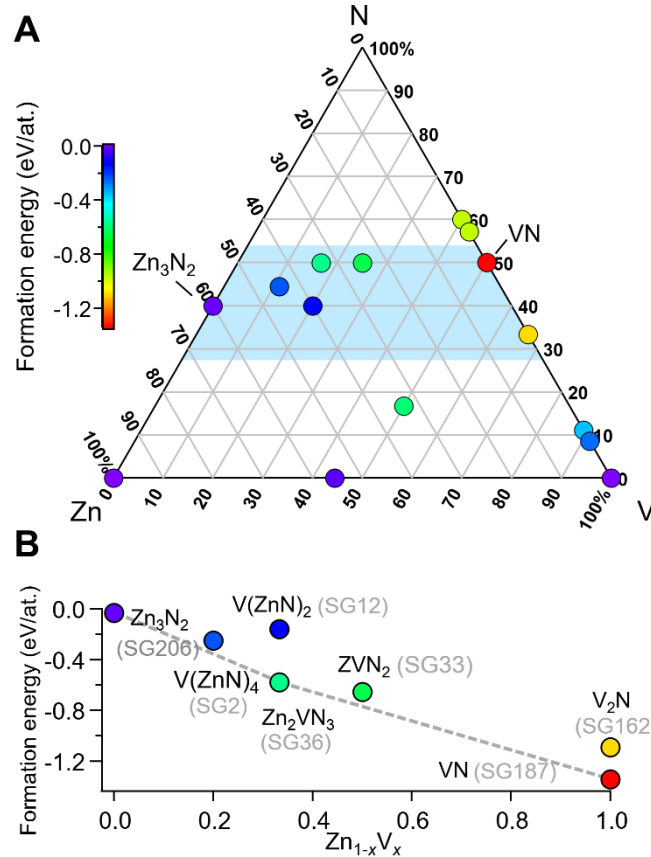 A
N
0
100%
Formation energy (eV/at.)
0.0
-0.4
-0.8
-1.2
10
90
20
80
30
70
40
60
VN
50
50
Zn3N2
60
40
70
30
80
20
90
10
100%
0
Zn
V
0
10
20
30
40
50
60
70
80
90
100%
B
Formation energy (eV/at.)
0.0
-0.4
-0.8
-1.2
Zn3N2
(SG206)
V(ZnN)2 (SG12)
V(ZnN)4
(SG2)
Zn2VN3
(SG36)
ZVN2 (SG33)
V2N
(SG162
VN (SG187)
0.0
0.2
0.4
0.6
0.8
1.0
Zn1-xVx